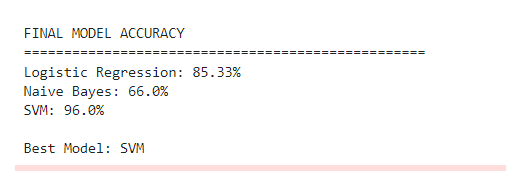 FINAL MODEL ACCURACY
==================================================
Logistic Regression: 85.33%
Naive Bayes: 66.0%
SVM: 96.0%
Best Model: SVM